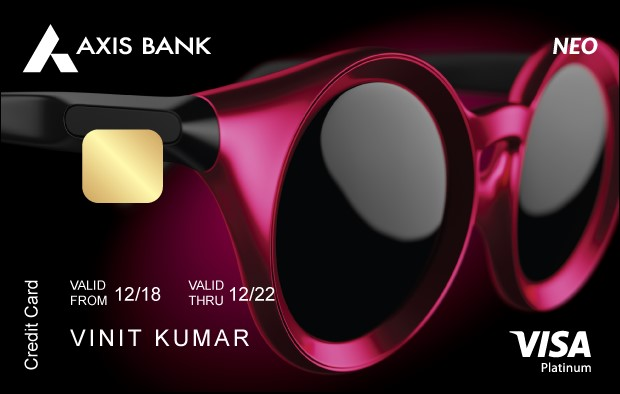 AXIS BANK
NEO
VALID FROM 12/18 VALID THRU 12/22
VINIT KUMAR
Credit Card
VISA
Platinum